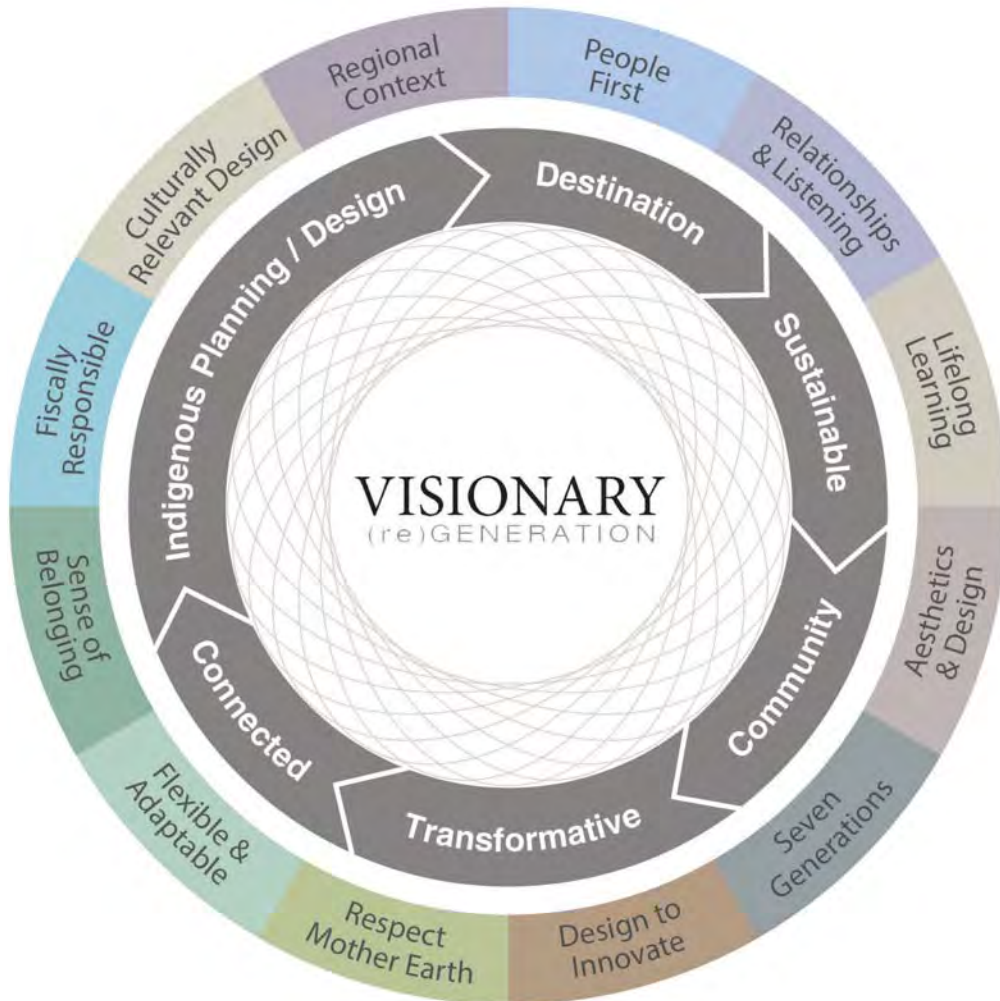 People
First
Relationships
& Listening
Lifelong
Learning
Aesthetics
& Design
Seven
Generations
Design to
Innovate
Respect
Mother Earth
Flexible &
Adaptable
Sense of
Belonging
Fiscally
Responsible
Culturally
Relevant Design
Regional
Context
Destination
Sustainable
Community
Transformative
Connected
Indigenous Planning / Design
VISIONARY
(re)GENERATION